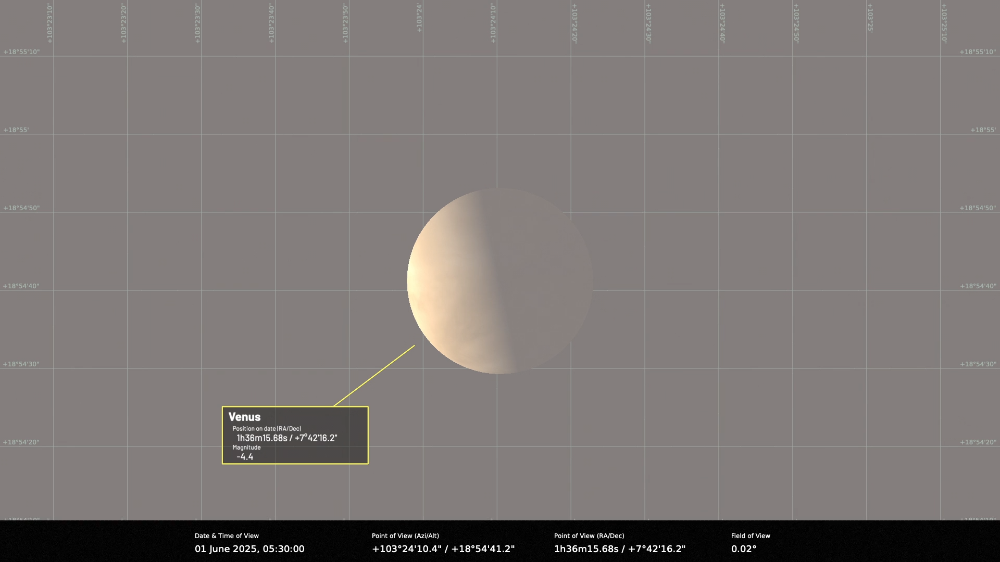 +103°23'10"
+103°23'20"
+103°23'30"
+103°23'40"
+103°23'50"
+103°24'
+103°24'10"
+103°24'20"
+103°24'30"
+103°24'40"
+103°24'50"
+103°25'
+103°25'10"
+18°55'10" +18°55'10"
+18°55' +18°55'
+18°54'50" +18°54'50"
+18°54'40" +18°54'40"
+18°54'30" +18°54'30"
Venus
Position on date (RA/Dec)
1h36m15.68s / +7°42'16.2"
Magnitude
-4.4
+18°54'20" +18°54'20"
+18°54'10" +18°54'10"
Date & Time of View
01 June 2025, 05:30:00
Point of View (Azi/Alt)
+103°24'10.4" / +18°54'41.2"
Point of View (RA/Dec)
1h36m15.68s / +7°42'16.2"
Field of View
0.02°